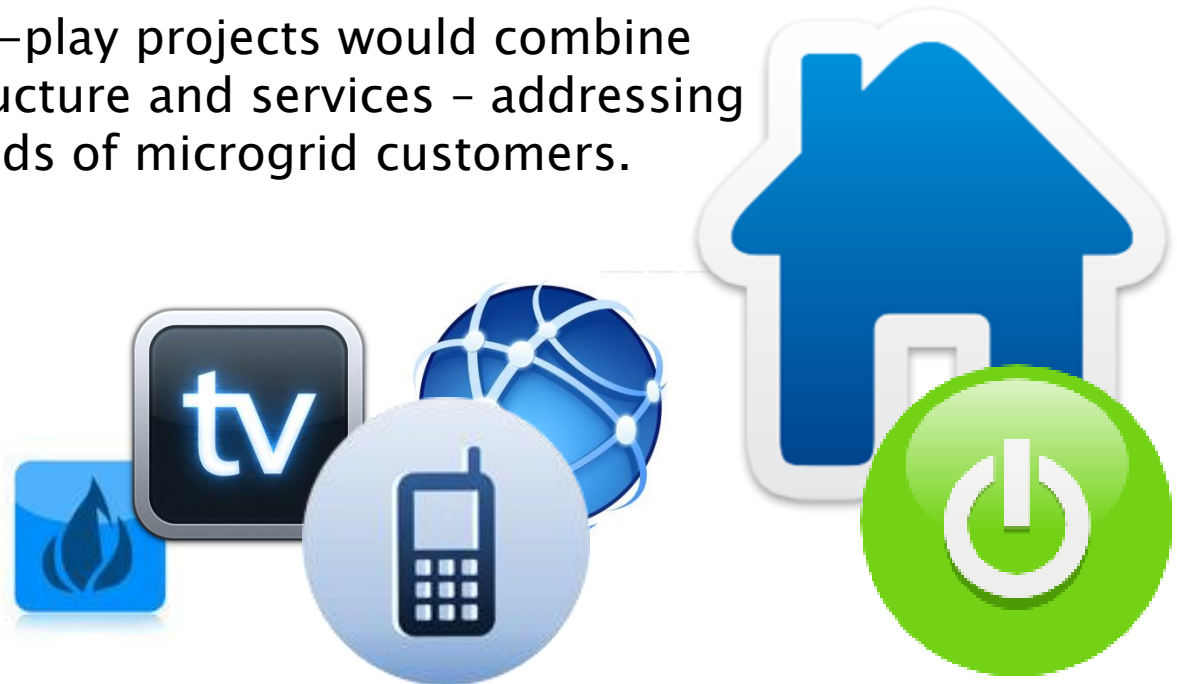 –play projects would combine
ucture and services – addressing
ds of microgrid customers.
tv